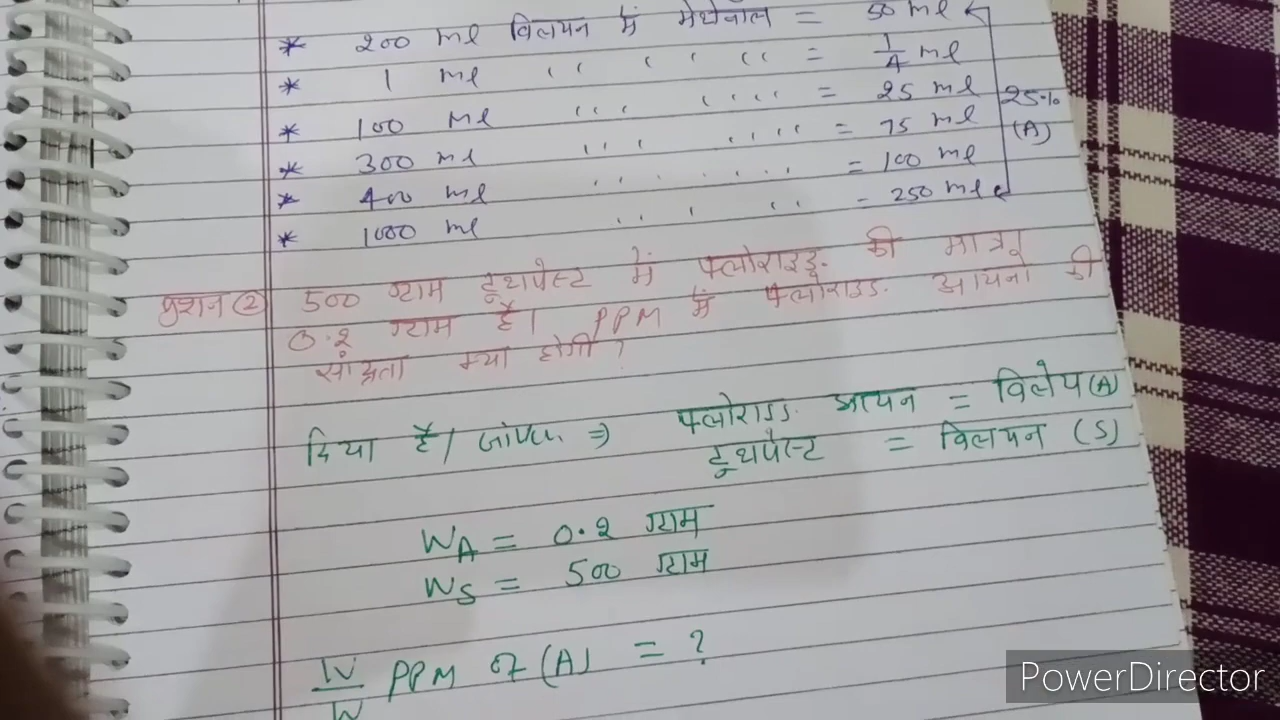 * 200 ml विलयन में मेथेनाल = 50 ml
* 1 ml " " " = 1/4 ml
* 100 ml " " = 25 ml
* 300 ml " " = 75 ml
* 400 ml " " = 100 ml
* 1000 ml " " - 250 ml
25% (A)
प्रशन (2) 500 ग्राम टूथपेस्ट में फ्लोराइड. की मात्रा
0.2 ग्राम है। PPM में फ्लोराइड. आयनो की
सांद्रता क्या होगी ?
दिया है। ⇒ फ्लोराइड. आयन = विलेय (A)
टूथपेस्ट = विलयन (S)
WA = 0.2 ग्राम
WS = 500 ग्राम
W/W PPM of (A) = ?
PowerDirector